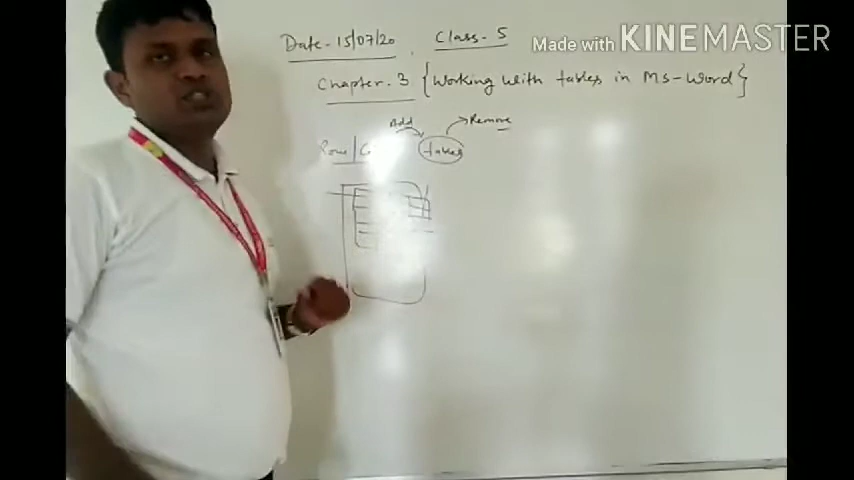 Date - 15/07/20 , Class - 5
Made with KINEMASTER
Chapter. 3 {Working with tables in Ms-Word}
Add Remove
Row / tables